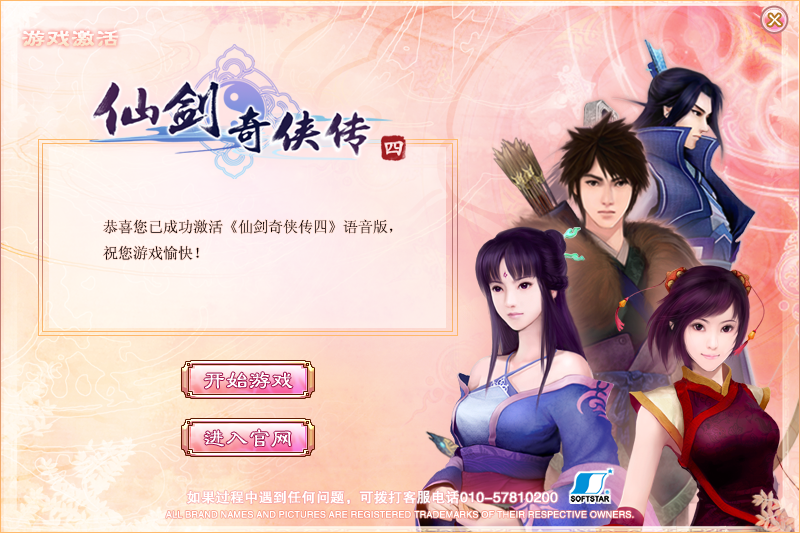 游戏激活
仙剑奇侠传 四
恭喜您已成功激活《仙剑奇侠传四》语音版，
祝您游戏愉快！
开始游戏
进入官网
如果过程中遇到任何问题，可拨打客服电话010-57810200
SOFTSTAR
ALL BRAND NAMES AND PICTURES ARE REGISTERED TRADEMARKS OF THEIR RESPECTIVE OWNERS.